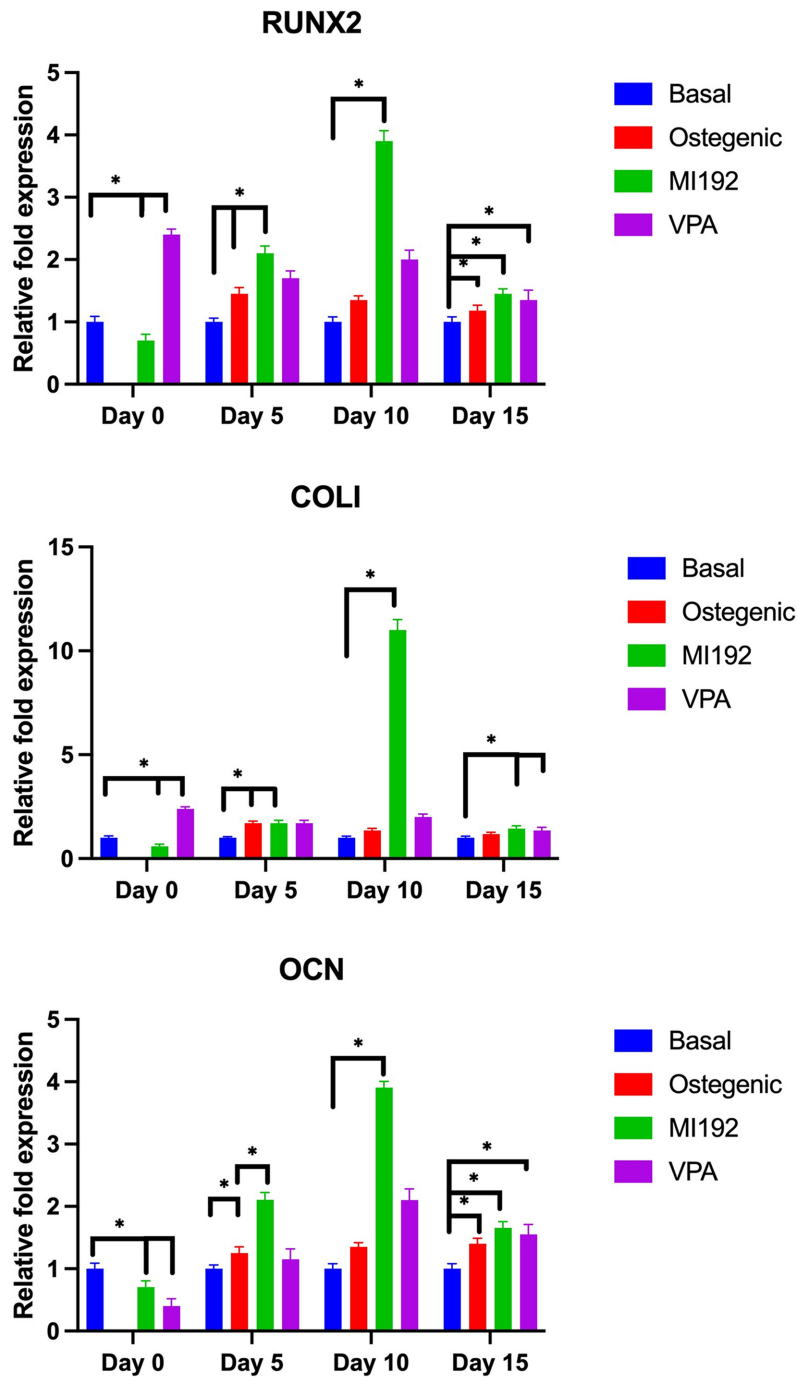 RUNX2
Relative fold expression
5
4
3
2
1
0
*
*
*
*
*
*
Day 0
Day 5
Day 10
Day 15
Basal
Ostegenic
MI192
VPA
COLI
Relative fold expression
15
10
5
0
*
*
*
*
Day 0
Day 5
Day 10
Day 15
Basal
Ostegenic
MI192
VPA
OCN
Relative fold expression
5
4
3
2
1
0
*
*
*
*
*
*
*
Day 0
Day 5
Day 10
Day 15
Basal
Ostegenic
MI192
VPA